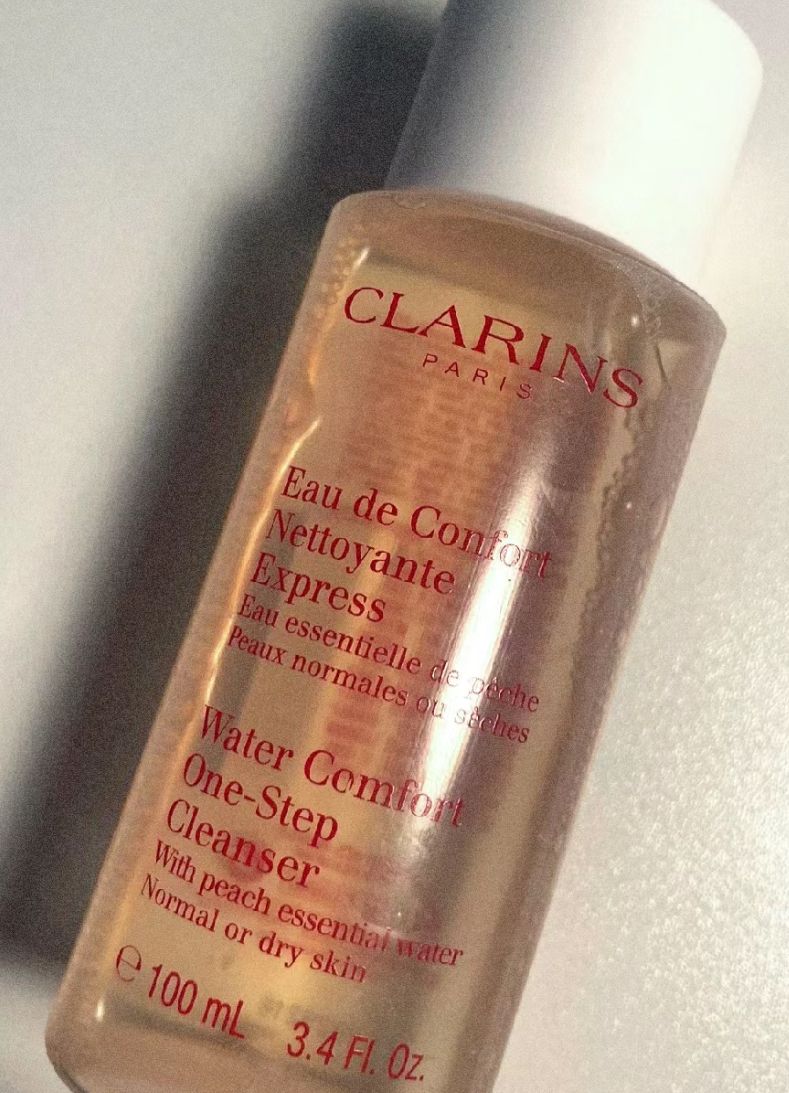 CLARINS
PARIS
Eau de Confort
Nettoyante
Express
Eau essentielle de pêche
Peaux normales ou sèches
Water Comfort
One-Step
Cleanser
With peach essential water
Normal or dry skin
℮ 100 mL 3.4 Fl. Oz.